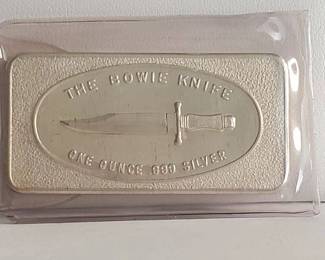 THE BOWIE KNIFE
ONE OUNCE 999 SILVER